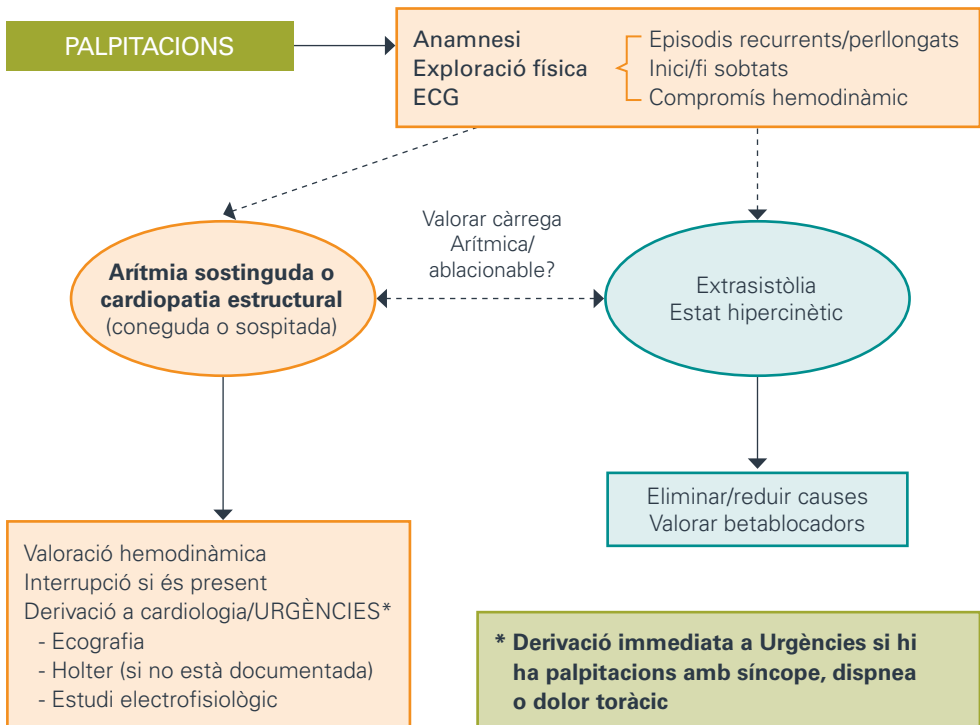 PALPITACIONS
Anamnesi
Exploració física
ECG
Episodis recurrents/perllongats
Inici/fi sobtats
Compromís hemodinàmic
Valorar càrrega
Arítmica/
ablacionable?
Arítmia sostinguda o
cardiopatia estructural
(coneguda o sospitada)
Extrasistòlia
Estat hipercinètic
Eliminar/reduir causes
Valorar betablocadors
Valoració hemodinàmica
Interrupció si és present
Derivació a cardiologia/URGÈNCIES*
- Ecografia
- Holter (si no està documentada)
- Estudi electrofisiològic
* Derivació immediata a Urgències si hi
ha palpitacions amb síncope, dispnea
o dolor toràcic